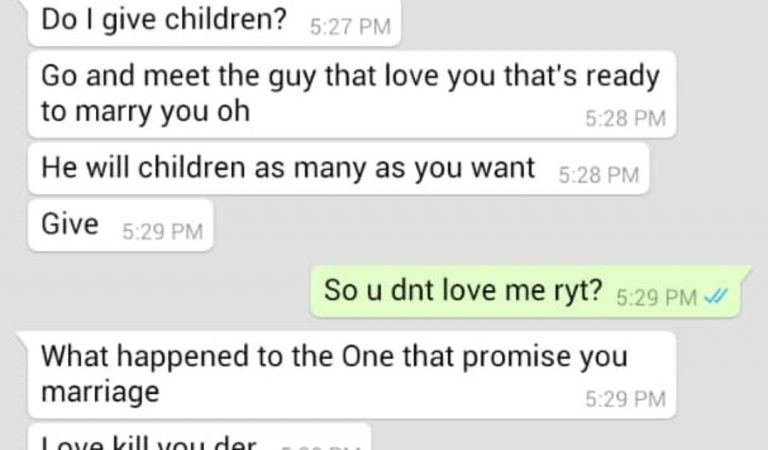 Do I give children? 5:27 PM
Go and meet the guy that love you that's ready
to marry you oh 5:28 PM
He will children as many as you want 5:28 PM
Give 5:29 PM
So u dnt love me ryt? 5:29 PM
What happened to the One that promise you
marriage 5:29 PM
Love kill you der